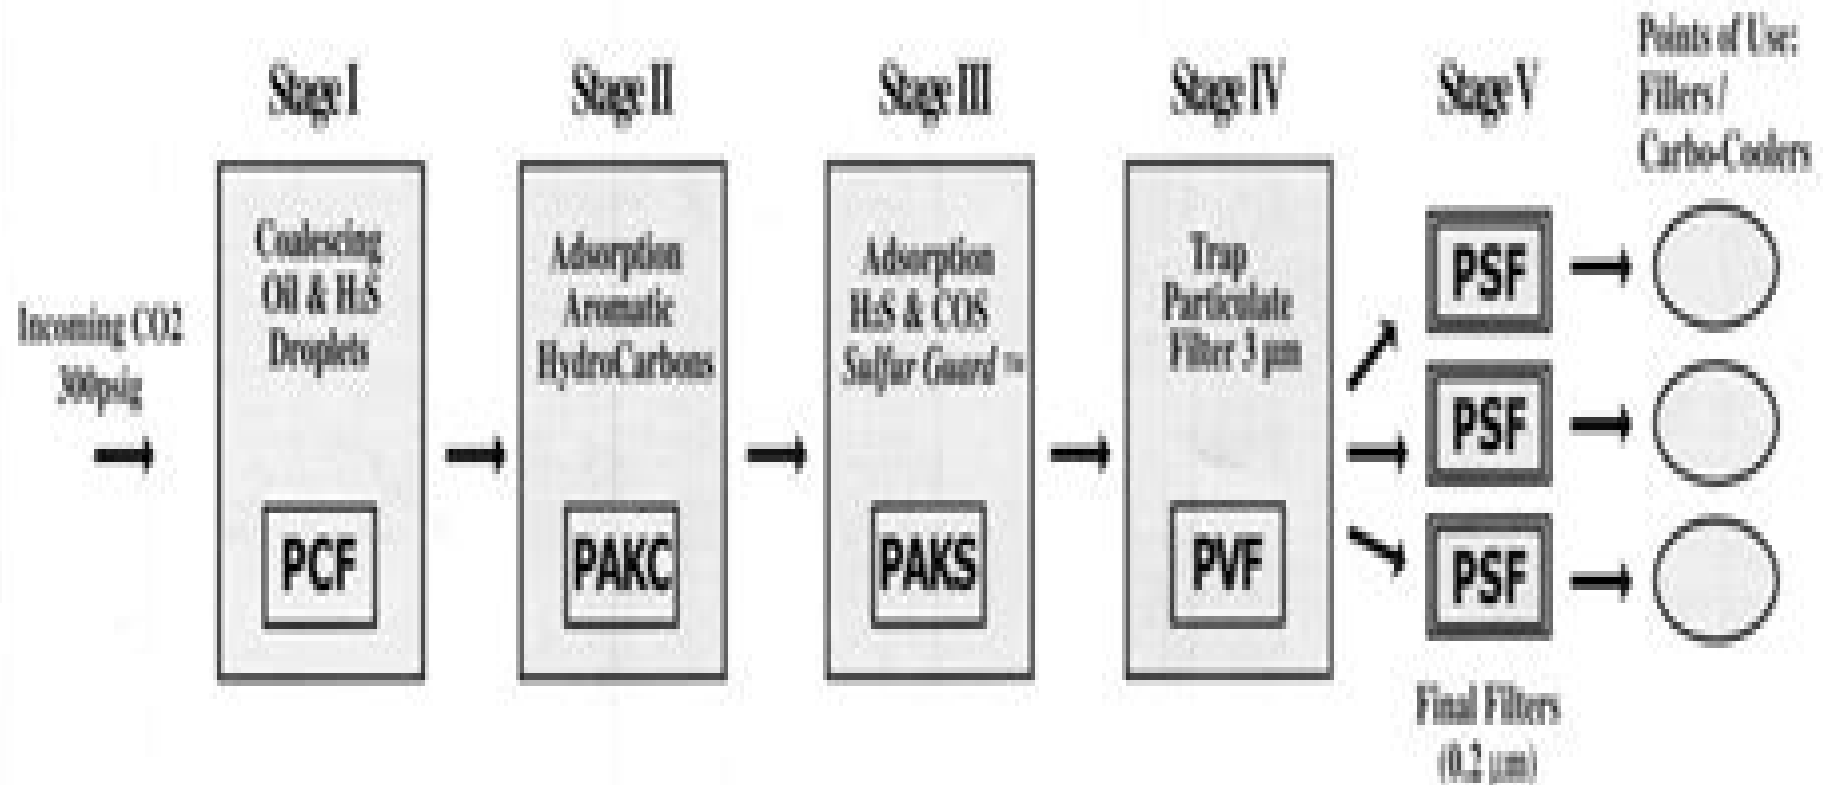 Stage I
Stage II
Stage III
Stage IV
Stage V
Points of Use:
Fillers /
Carbo-Coolers
Incoming CO2
300psig
Coalescing
Oil & H2S
Droplets
PCF
Adsorption
Aromatic
HydroCarbons
PAKC
Adsorption
H2S & COS
Sulfur Guard ™
PAKS
Trap
Particulate
Filter 3 µm
PVF
PSF
PSF
PSF
Final Filters
(0.2 µm)